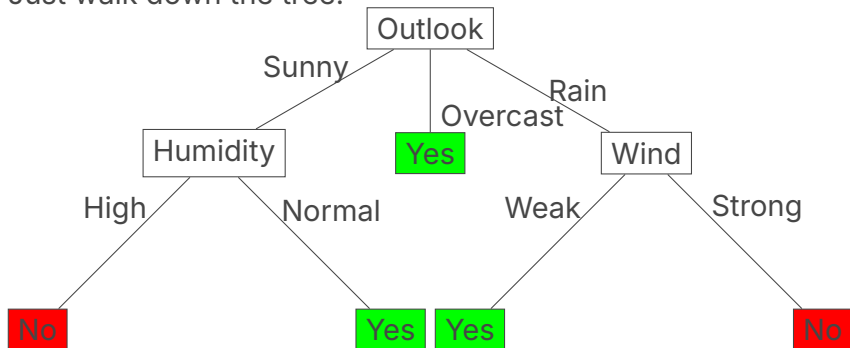 Just walk down the tree.
Outlook
Sunny
Rain
Overcast
Humidity
Yes
Wind
High
Normal
Weak
Strong
No
Yes
Yes
No